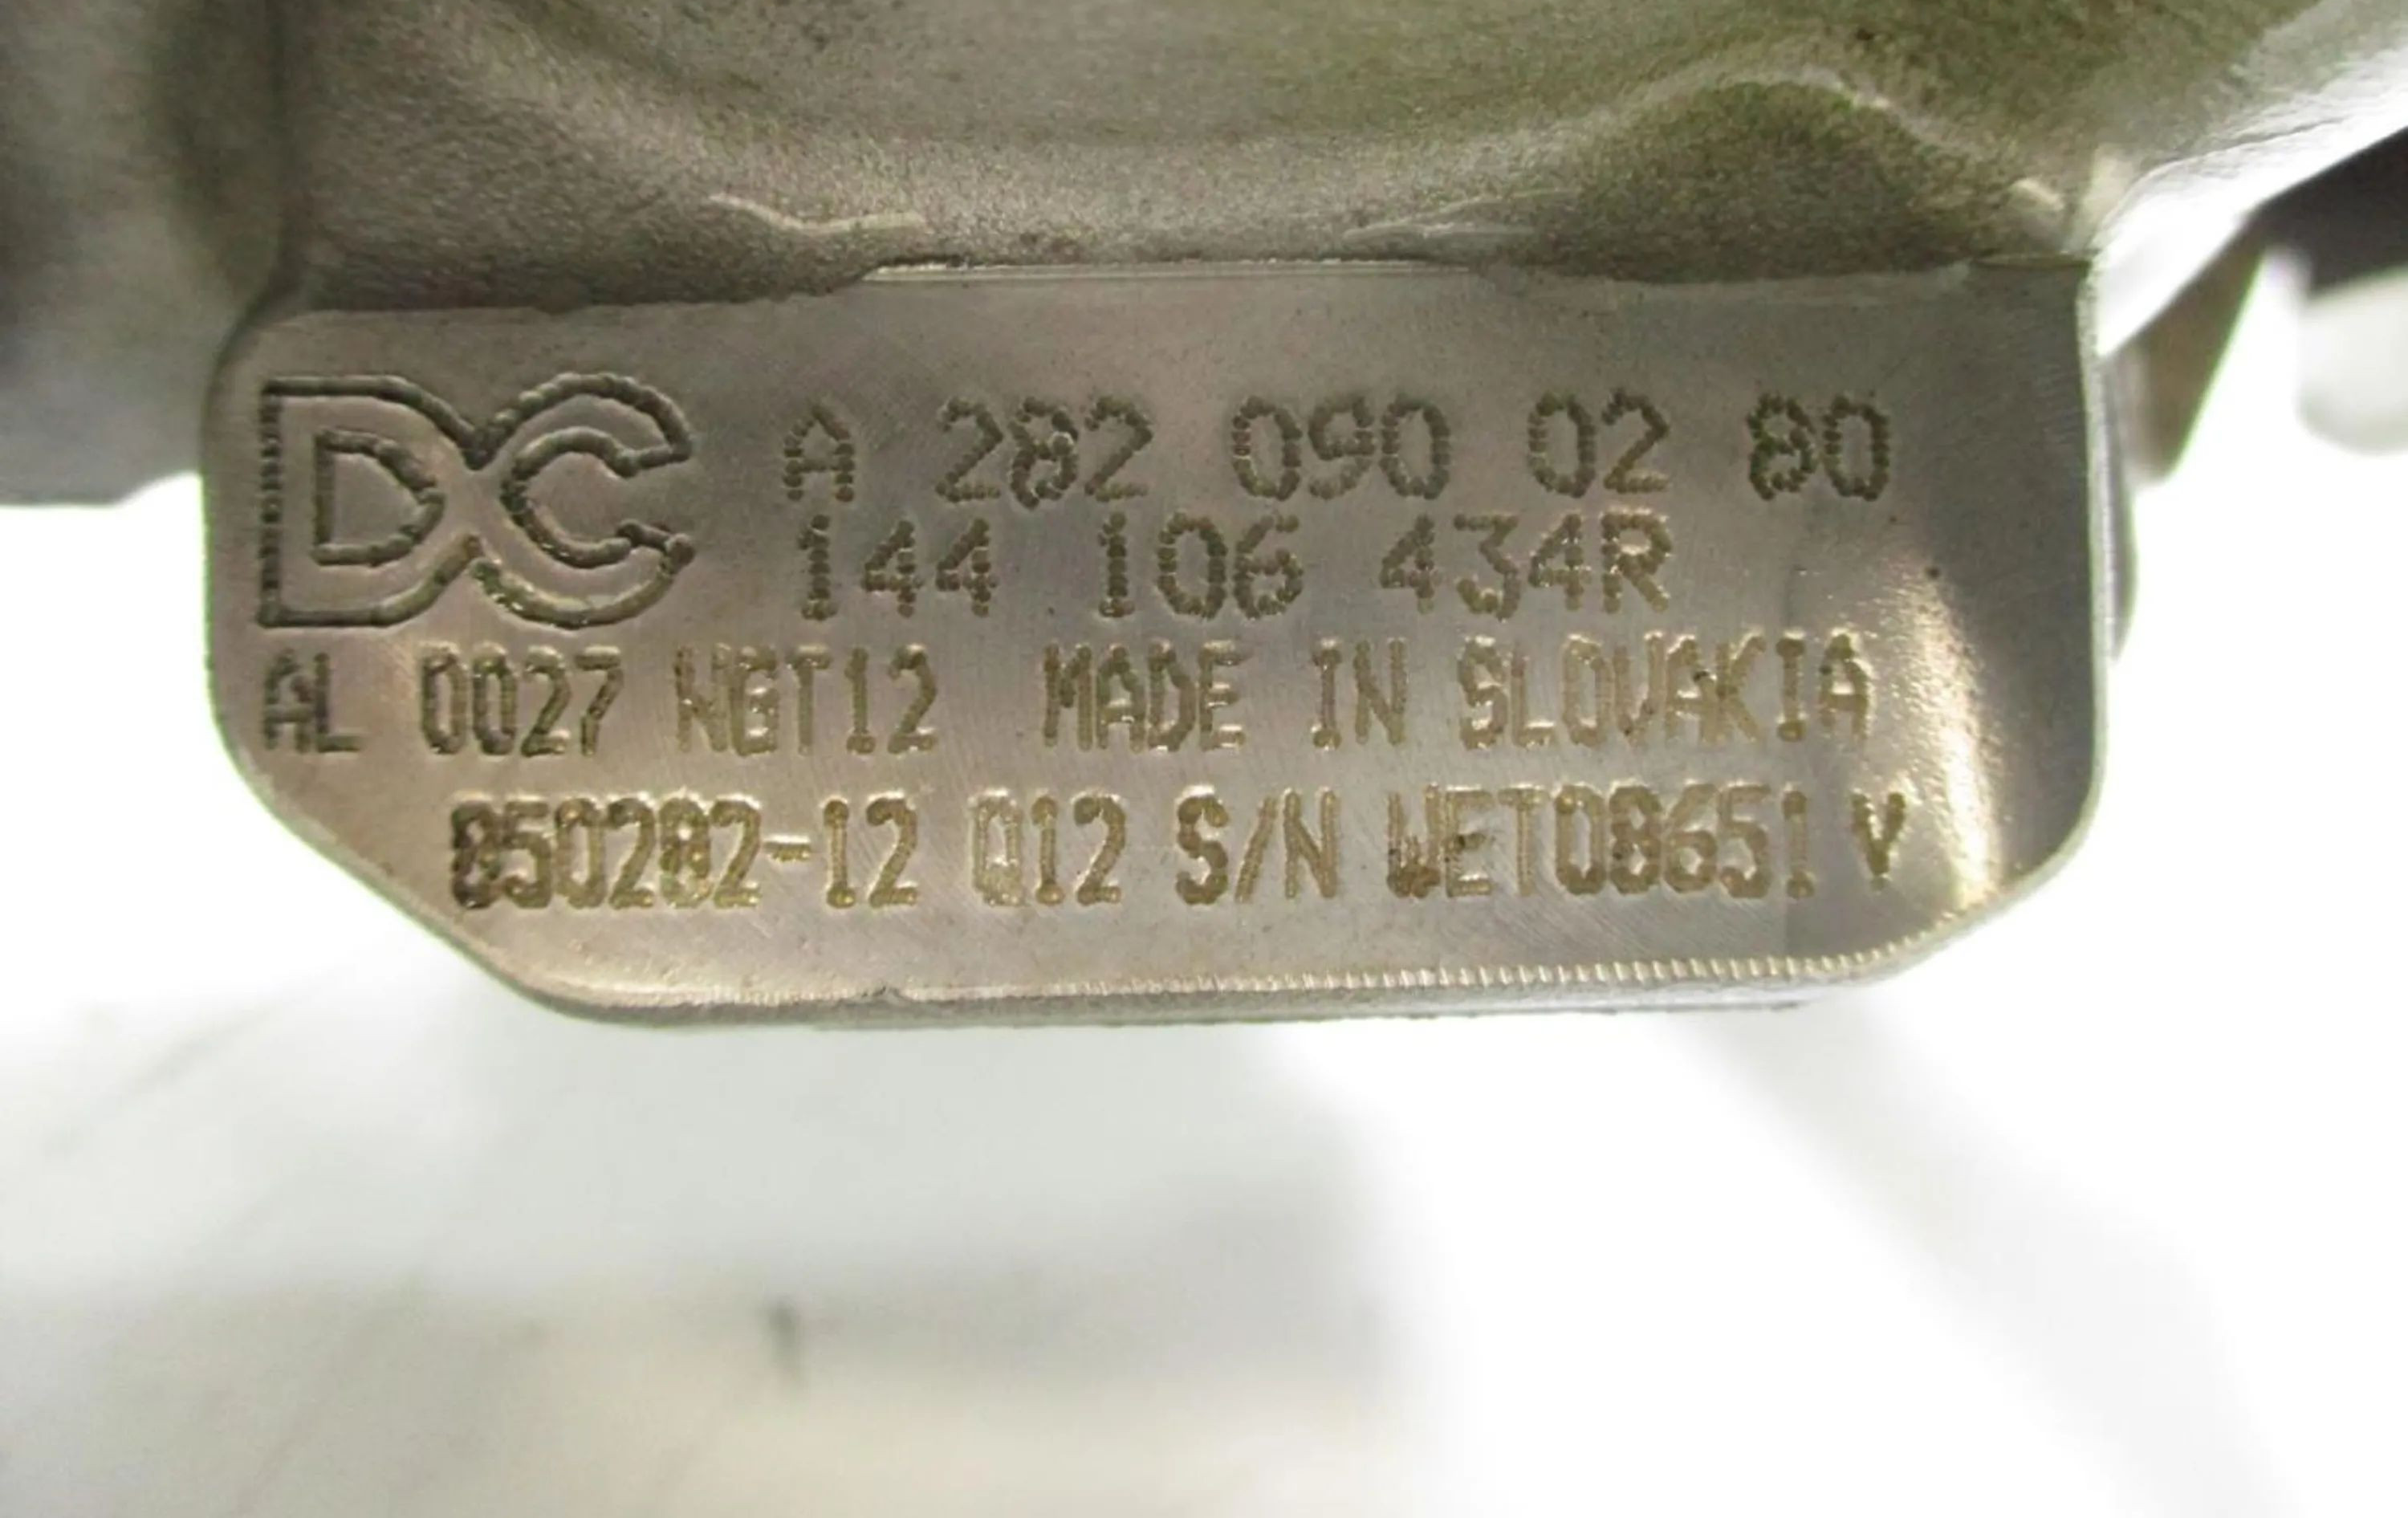 DC A 282 090 02 80
144 106 434R
AL 0027 NGT12 MADE IN SLOVAKIA
850282-12 Q12 S/N WET08651 V